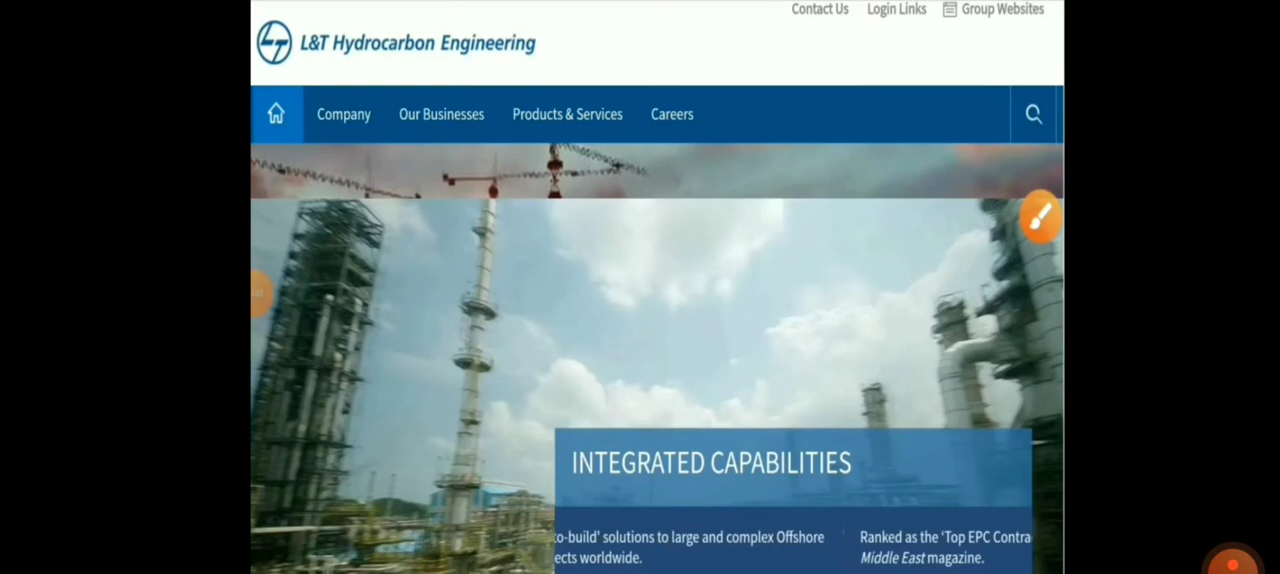 Contact Us Login Links Group Websites
L&T Hydrocarbon Engineering
Company Our Businesses Products & Services Careers
INTEGRATED CAPABILITIES
to-build' solutions to large and complex Offshore
ects worldwide.
Ranked as the 'Top EPC Contra
Middle East magazine.